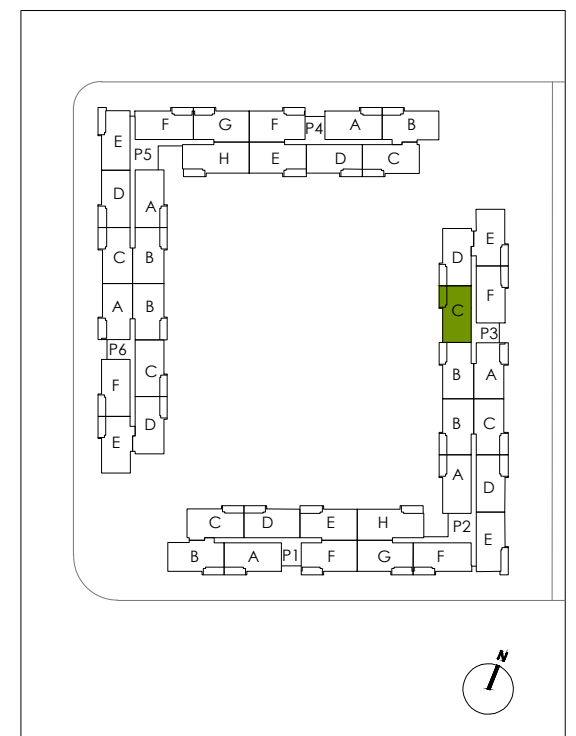 F G F P4 A B
E P5
H E D C
D A
C B
A B
P6
F C
E D
E
D
C F
P3
B A
B C
A D
P2 E
C D E H
B A P1 F G F
N